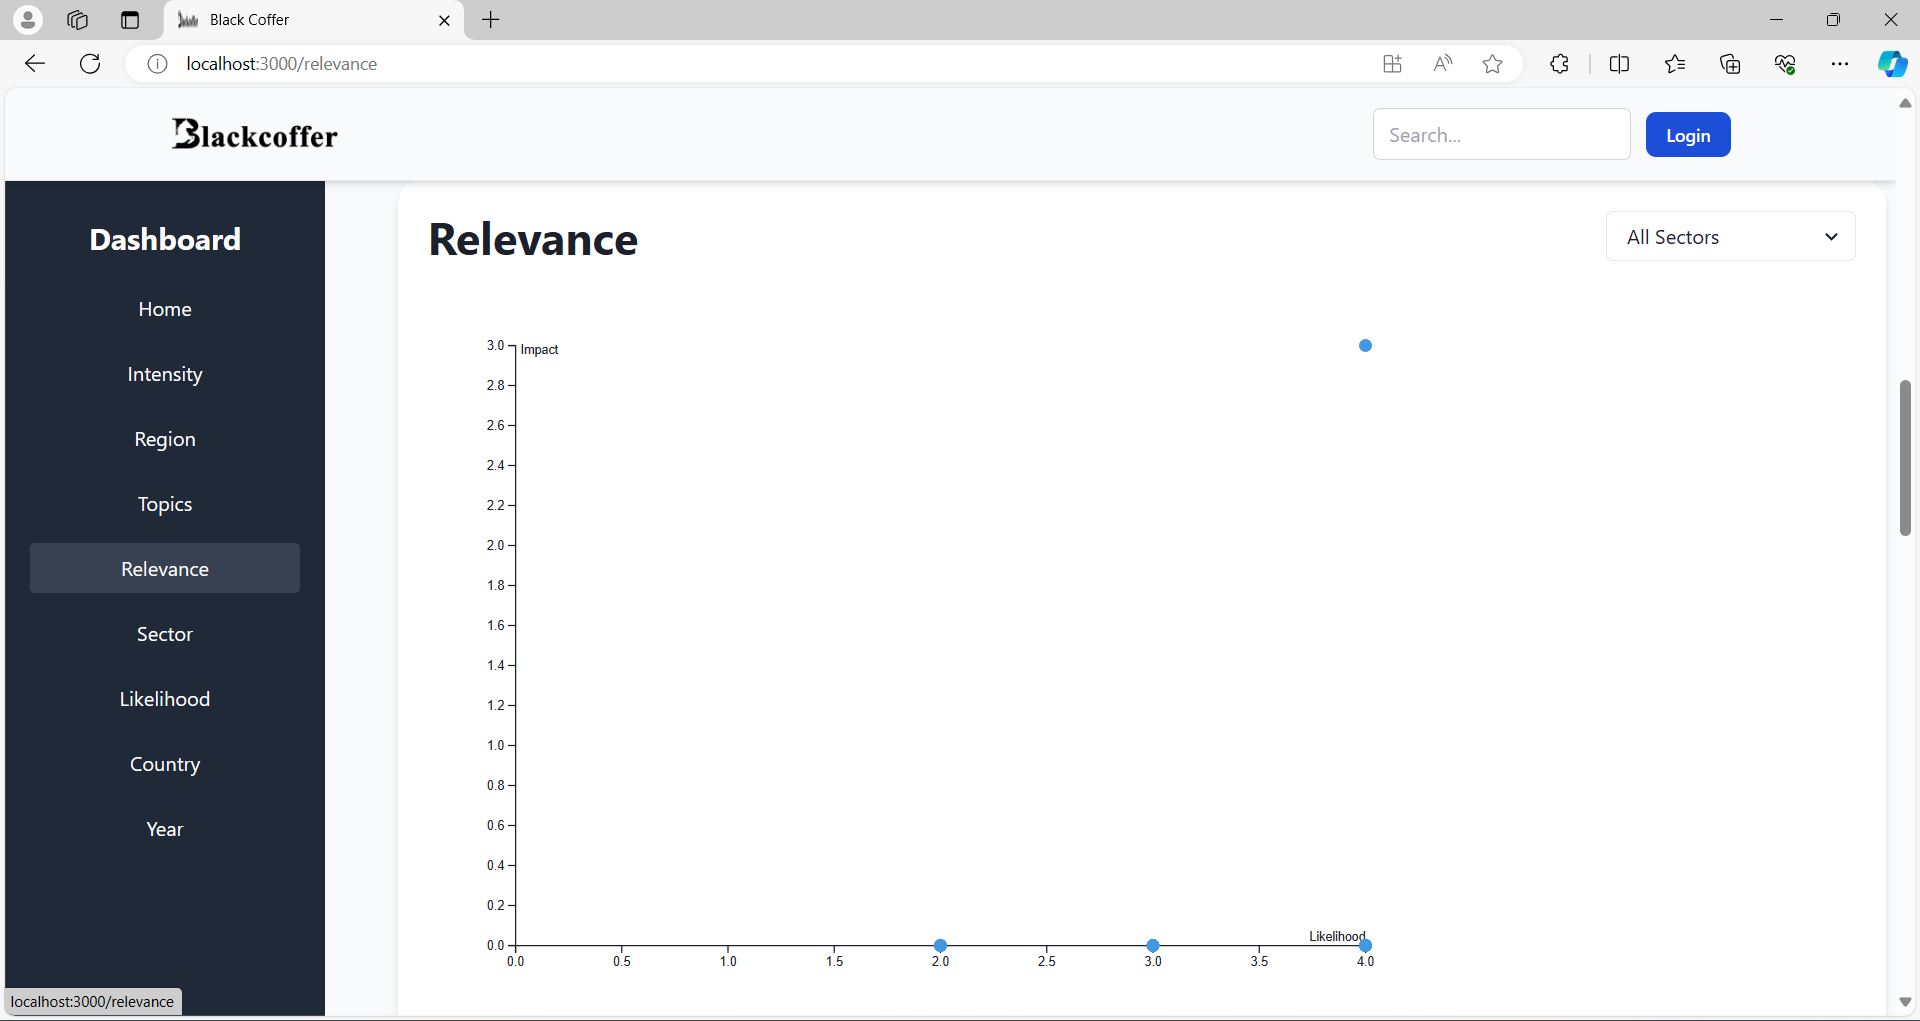 Black Coffer
localhost:3000/relevance
Blackcoffer
Search...
Login
Dashboard
Home
Intensity
Region
Topics
Relevance
Sector
Likelihood
Country
Year
Relevance
All Sectors
3.0
Impact
2.8
2.6
2.4
2.2
2.0
1.8
1.6
1.4
1.2
1.0
0.8
0.6
0.4
0.2
0.0
Likelihood
0.0 0.5 1.0 1.5 2.0 2.5 3.0 3.5 4.0
localhost:3000/relevance